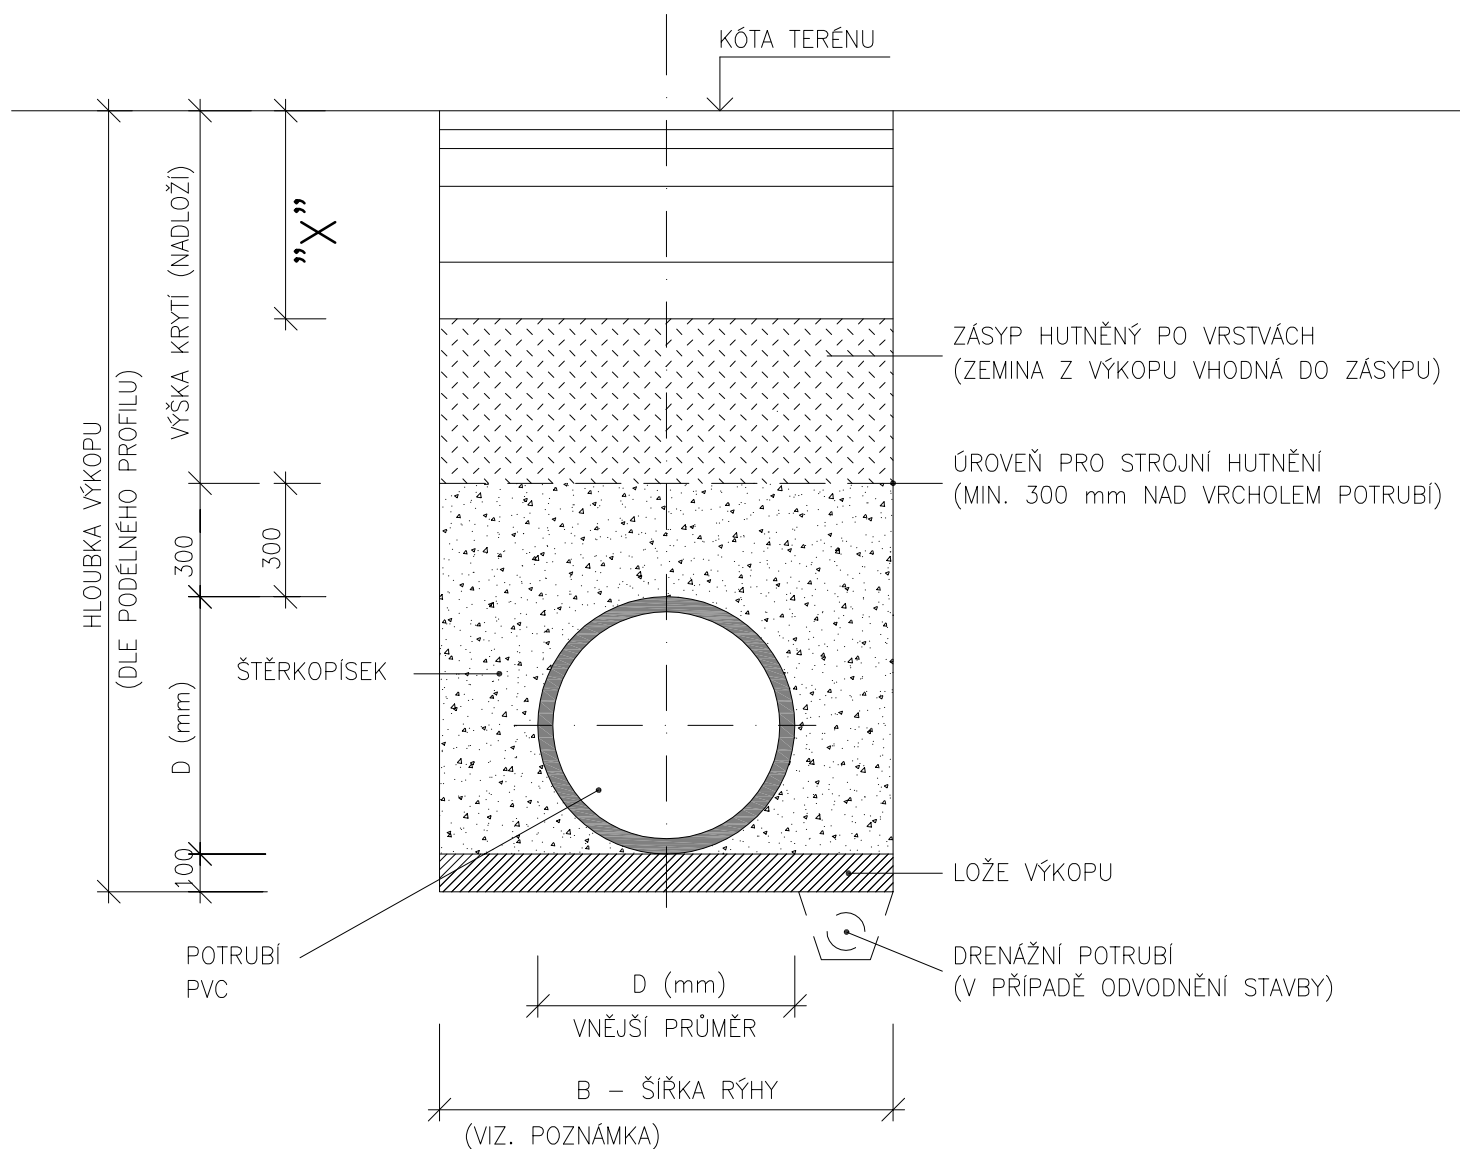 KÓTA TERÉNU
VÝŠKA KRYTÍ (NADLOŽÍ)
"X"
ZÁSYP HUTNĚNÝ PO VRSTVÁCH
(ZEMINA Z VÝKOPU VHODNÁ DO ZÁSYPU)
HLOUBKA VÝKOPU
(DLE PODÉLNÉHO PROFILU)
ÚROVEŇ PRO STROJNÍ HUTNĚNÍ
(MIN. 300 mm NAD VRCHOLEM POTRUBÍ)
300
300
ŠTĚRKOPÍSEK
D (mm)
100
LOŽE VÝKOPU
POTRUBÍ
PVC
DRENÁŽNÍ POTRUBÍ
(V PŘÍPADĚ ODVODNĚNÍ STAVBY)
D (mm)
VNĚJŠÍ PRŮMĚR
B – ŠÍŘKA RÝHY
(VIZ. POZNÁMKA)